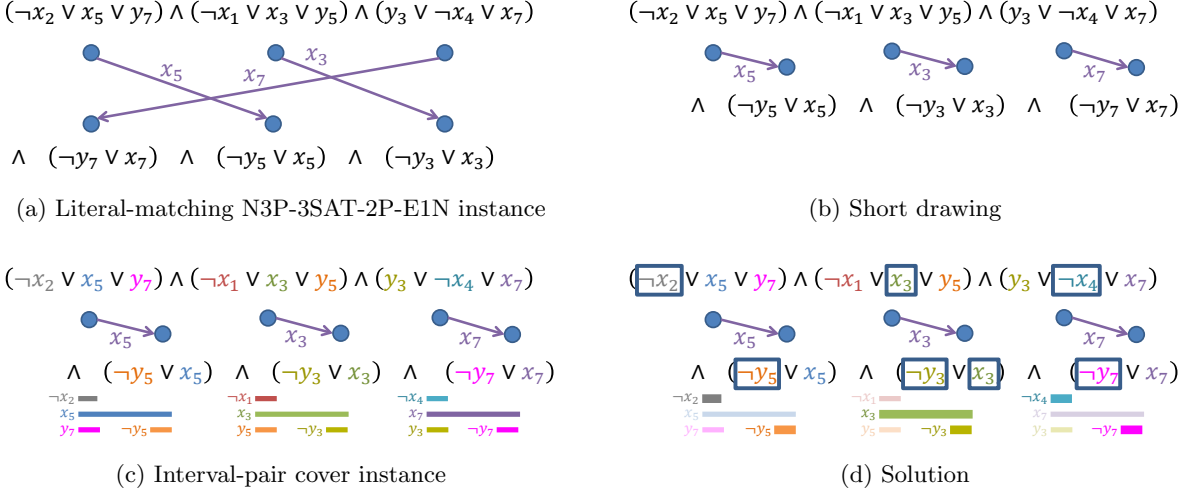 (¬x₂ ∨ x₅ ∨ y₇) ∧ (¬x₁ ∨ x₃ ∨ y₅) ∧ (y₃ ∨ ¬x₄ ∨ x₇)
x₅ x₇ x₃
∧ (¬y₇ ∨ x₇) ∧ (¬y₅ ∨ x₅) ∧ (¬y₃ ∨ x₃)
(a) Literal-matching N3P-3SAT-2P-E1N instance
(¬x₂ ∨ x₅ ∨ y₇) ∧ (¬x₁ ∨ x₃ ∨ y₅) ∧ (y₃ ∨ ¬x₄ ∨ x₇)
x₅ x₃ x₇
∧ (¬y₅ ∨ x₅) ∧ (¬y₃ ∨ x₃) ∧ (¬y₇ ∨ x₇)
(b) Short drawing
(¬x₂ ∨ x₅ ∨ y₇) ∧ (¬x₁ ∨ x₃ ∨ y₅) ∧ (y₃ ∨ ¬x₄ ∨ x₇)
x₅ x₃ x₇
∧ (¬y₅ ∨ x₅) ∧ (¬y₃ ∨ x₃) ∧ (¬y₇ ∨ x₇)
¬x₂ ¬x₁ ¬x₄
x₅ x₃ x₇
y₇ ¬y₅ y₅ ¬y₃ y₃ ¬y₇
(c) Interval-pair cover instance
(¬x₂ ∨ x₅ ∨ y₇) ∧ (¬x₁ ∨ x₃ ∨ y₅) ∧ (y₃ ∨ ¬x₄ ∨ x₇)
x₅ x₃ x₇
∧ (¬y₅ ∨ x₅) ∧ (¬y₃ ∨ x₃) ∧ (¬y₇ ∨ x₇)
¬x₂ ¬x₁ ¬x₄
x₅ x₃ x₇
y₇ ¬y₅ y₅ ¬y₃ y₃ ¬y₇
(d) Solution